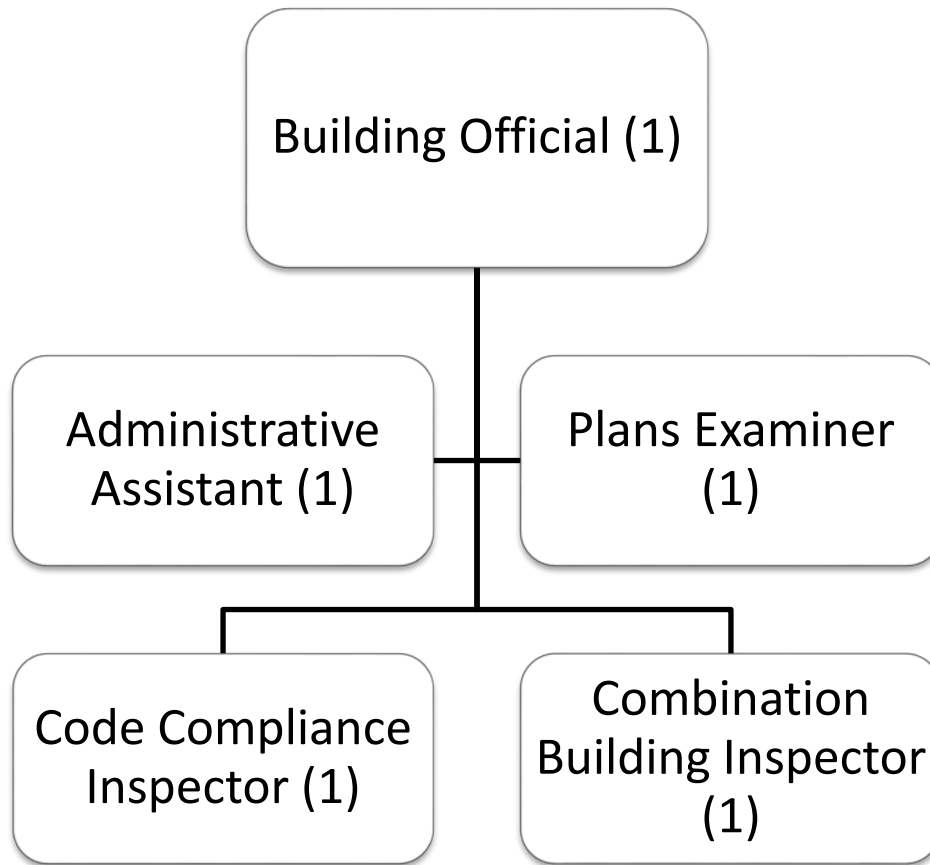 Building Official (1)
Administrative
Assistant (1)
Plans Examiner
(1)
Code Compliance
Inspector (1)
Combination
Building Inspector
(1)